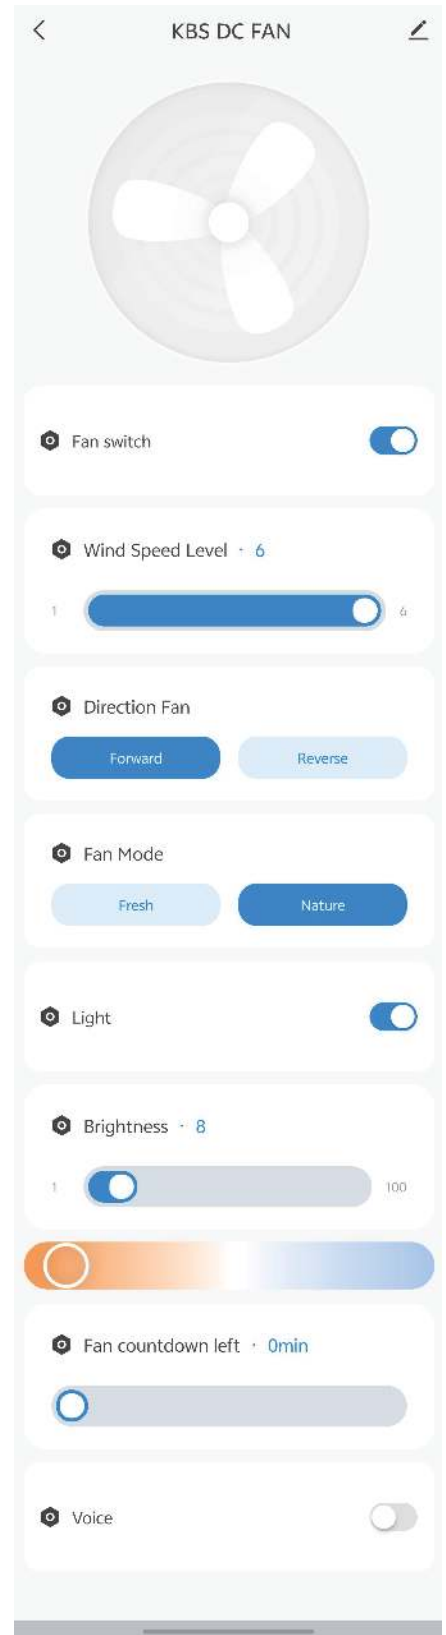 KBS DC FAN
Fan switch
Wind Speed Level · 6
1 6
Direction Fan
Forward Reverse
Fan Mode
Fresh Nature
Light
Brightness · 8
1 100
Fan countdown left · 0min
Voice